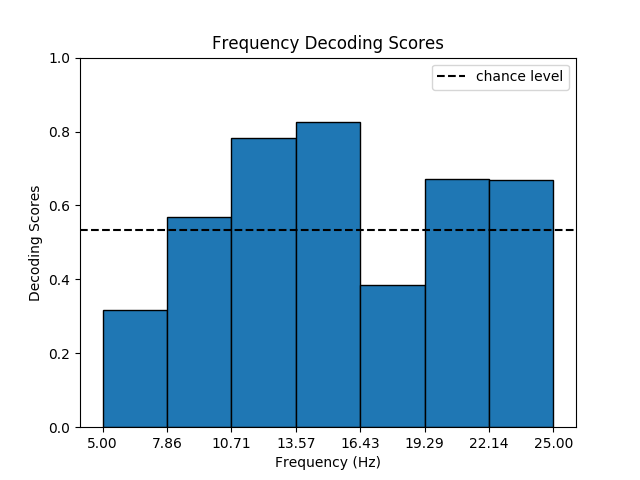 Frequency Decoding Scores
chance level
1.0
0.8
0.6
0.4
0.2
0.0
Decoding Scores
5.00 7.86 10.71 13.57 16.43 19.29 22.14 25.00
Frequency (Hz)